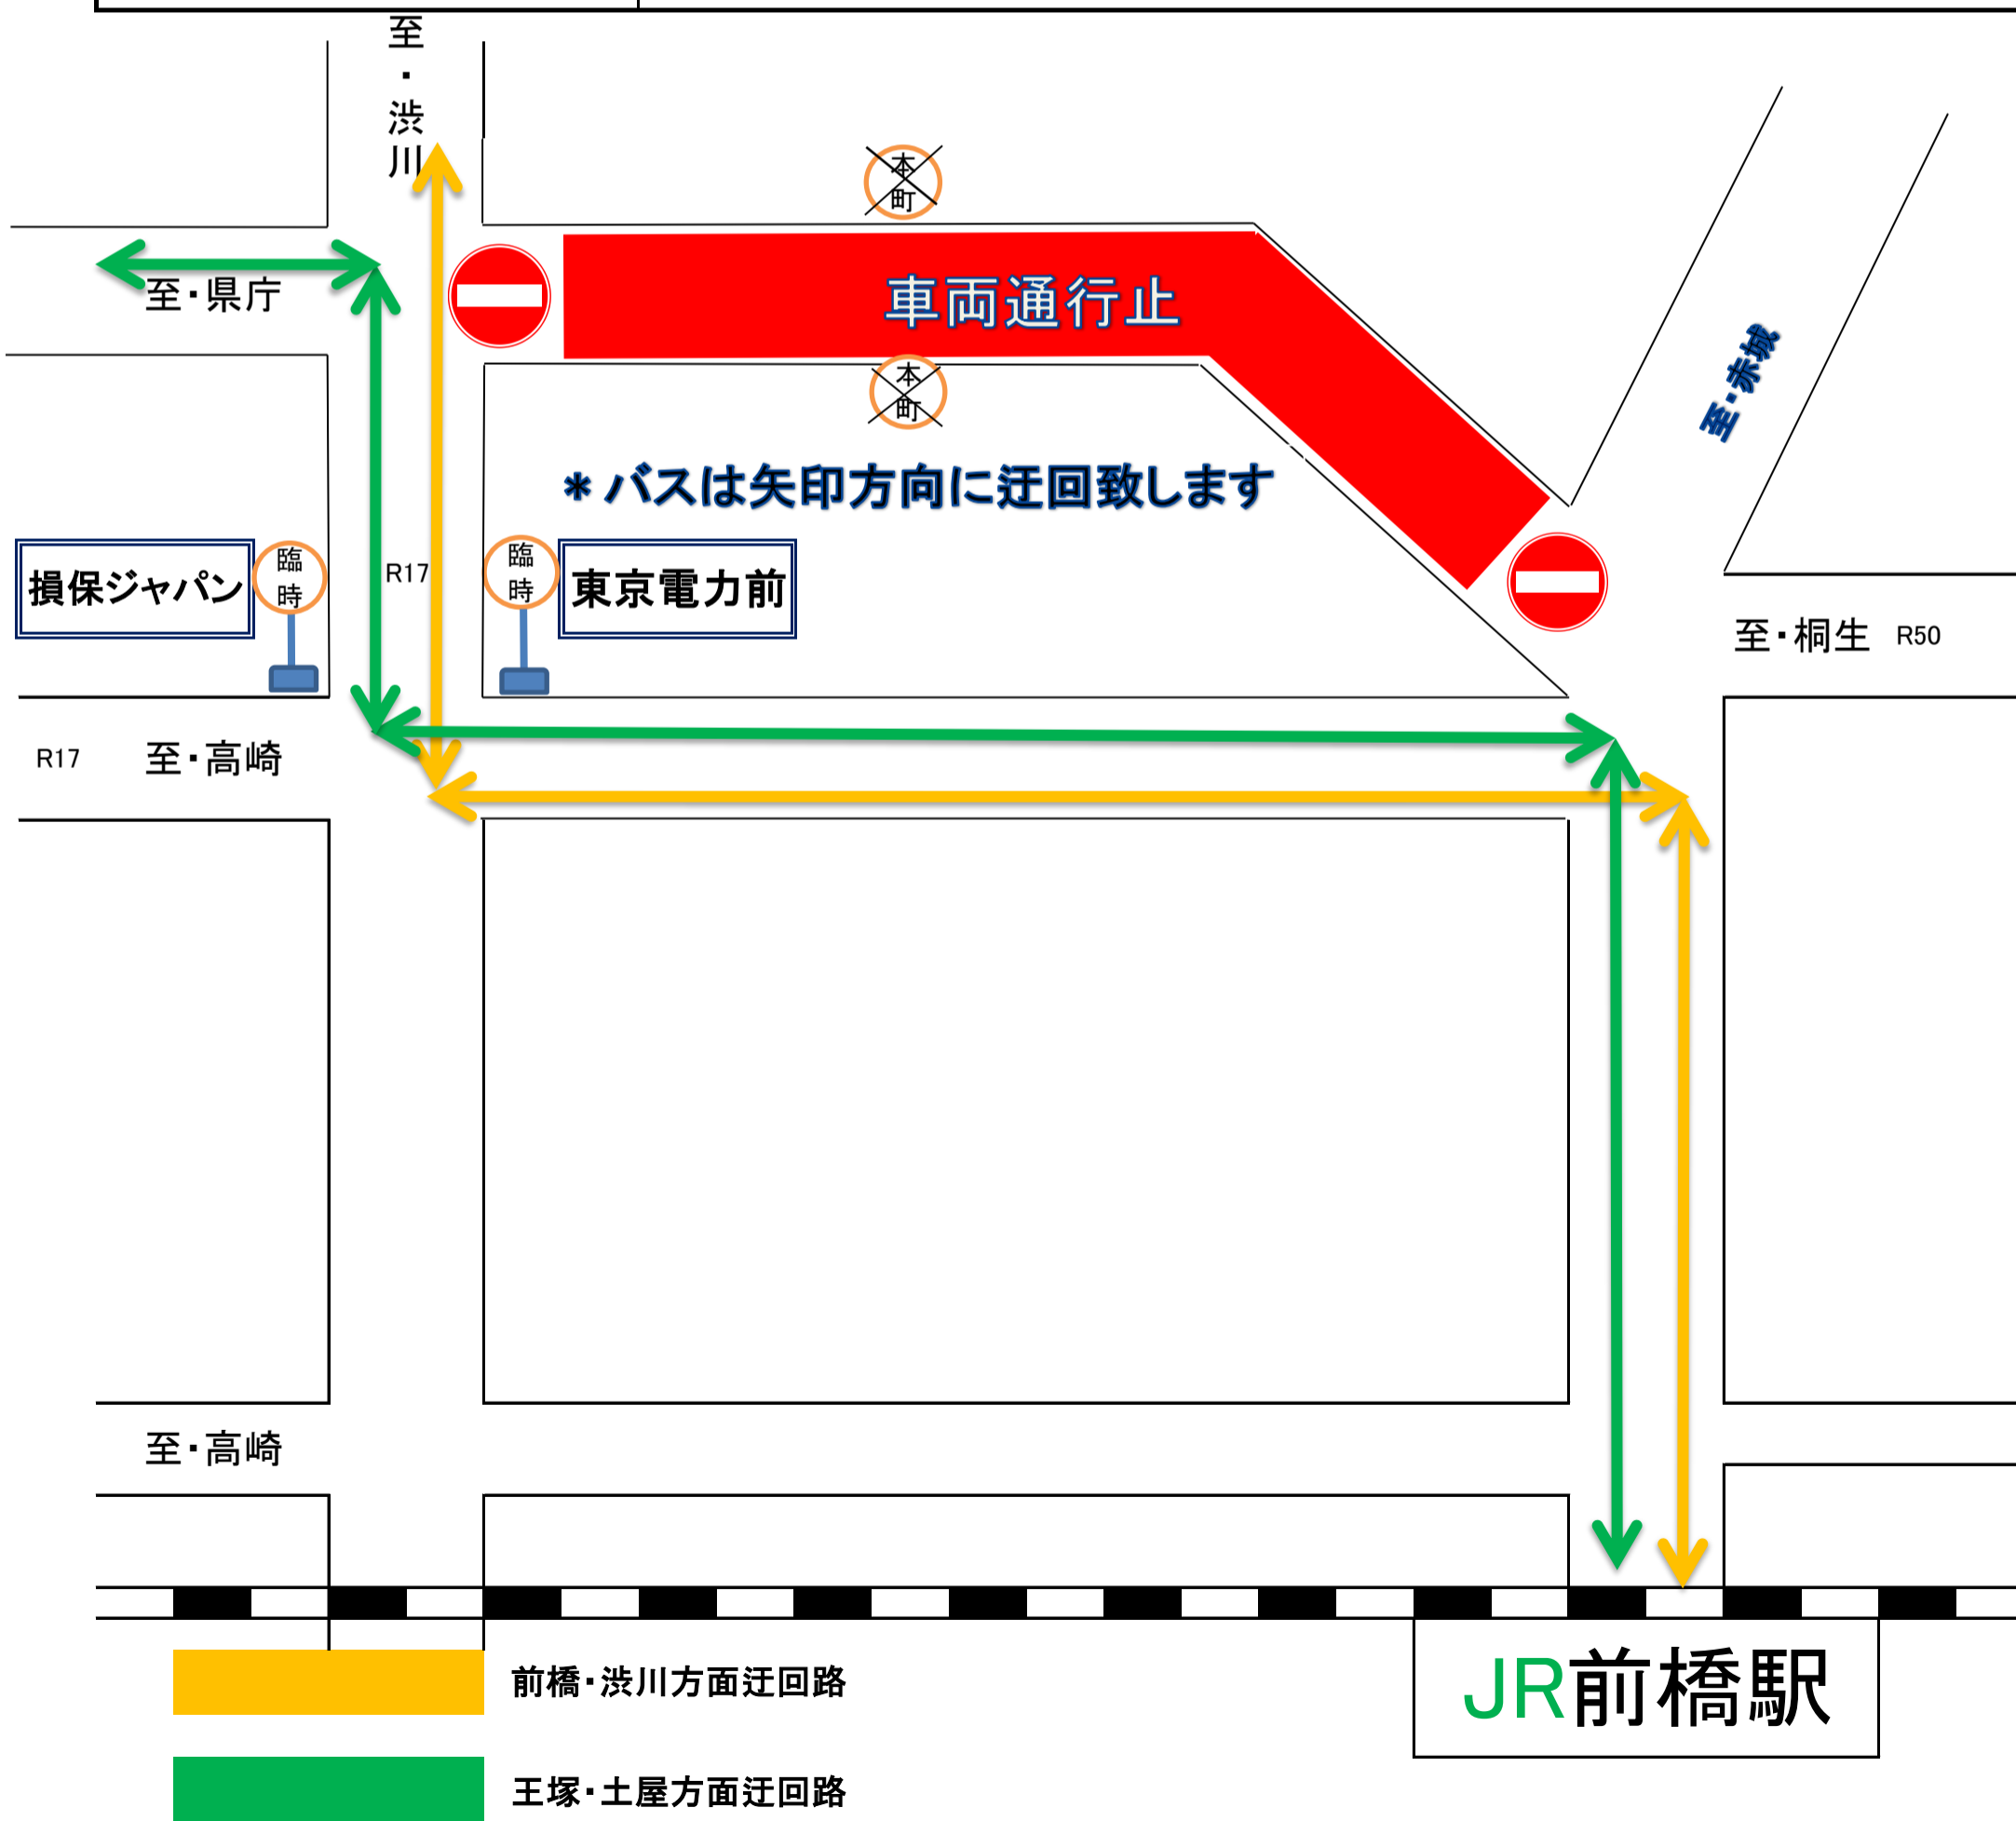 至・渋川
本町
車両通行止
至・県庁
本町
至・赤城
*バスは矢印方向に迂回致します
損保ジャパン
臨時
R17
臨時
東京電力前
至・桐生 R50
R17 至・高崎
至・高崎
JR前橋駅
前橋・渋川方面迂回路
王塚・土屋方面迂回路